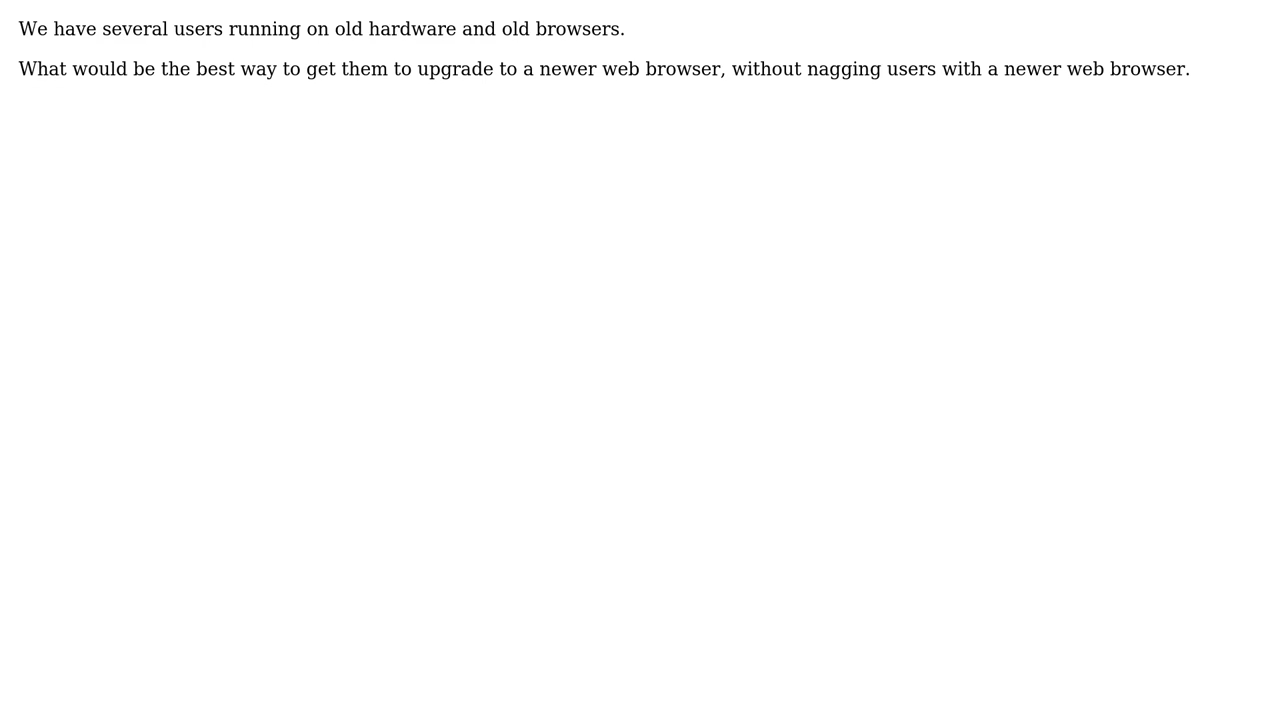 We have several users running on old hardware and old browsers.
What would be the best way to get them to upgrade to a newer web browser, without nagging users with a newer web browser.